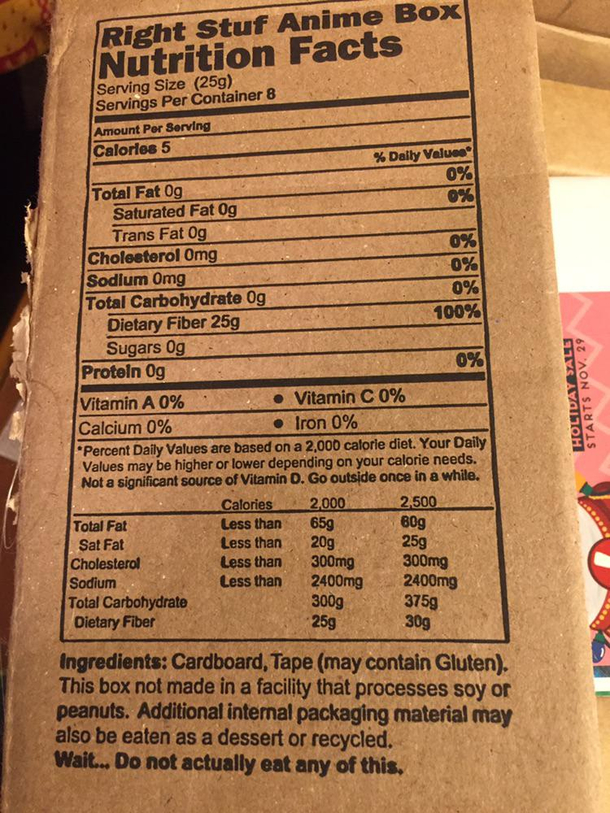 Right Stuf Anime Box
Nutrition Facts
Serving Size (25g)
Servings Per Container 8
Amount Per Serving
Calories 5
% Daily Values*
Total Fat 0g 0%
Saturated Fat 0g 0%
Trans Fat 0g
Cholesterol 0mg 0%
Sodium 0mg 0%
Total Carbohydrate 0g 0%
Dietary Fiber 25g 100%
Sugars 0g
Protein 0g 0%
Vitamin A 0% • Vitamin C 0%
Calcium 0% • Iron 0%
*Percent Daily Values are based on a 2,000 calorie diet. Your Daily
Values may be higher or lower depending on your calorie needs.
Not a significant source of Vitamin D. Go outside once in a while.
Calories 2,000 2,500
Total Fat Less than 65g 80g
Sat Fat Less than 20g 25g
Cholesterol Less than 300mg 300mg
Sodium Less than 2400mg 2400mg
Total Carbohydrate 300g 375g
Dietary Fiber 25g 30g
Ingredients: Cardboard, Tape (may contain Gluten).
This box not made in a facility that processes soy or
peanuts. Additional internal packaging material may
also be eaten as a dessert or recycled.
Wait... Do not actually eat any of this.
HOLIDAY SALE
STARTS NOV. 29